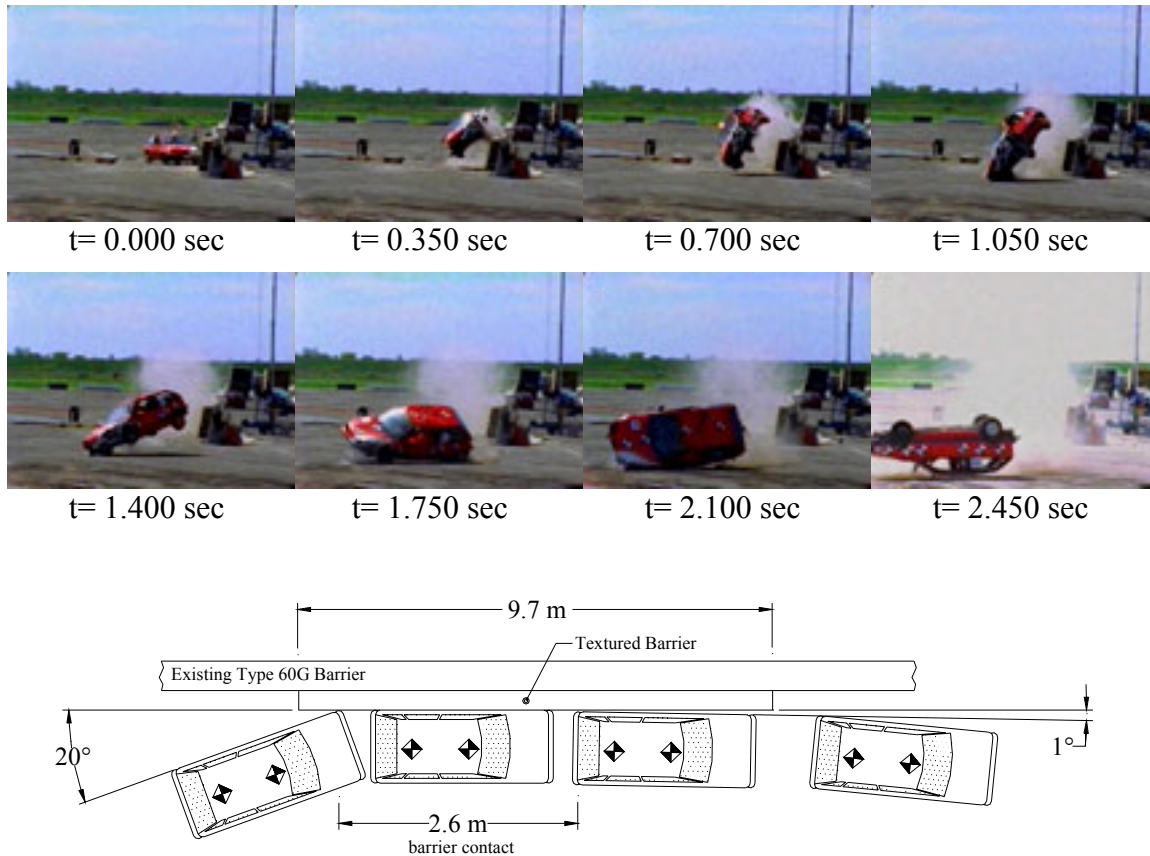 t= 0.000 sec
t= 0.350 sec
t= 0.700 sec
t= 1.050 sec
t= 1.400 sec
t= 1.750 sec
t= 2.100 sec
t= 2.450 sec
9.7 m
Textured Barrier
Existing Type 60G Barrier
20°
1°
2.6 m
barrier contact